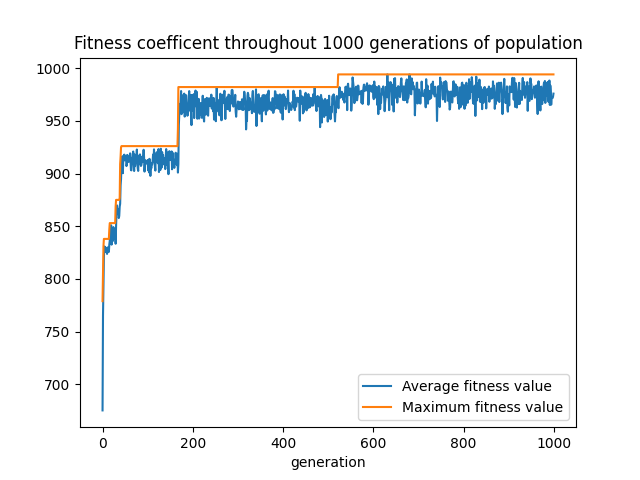 Fitness coefficent throughout 1000 generations of population
1000
950
900
850
800
750
700
0 200 400 600 800 1000
generation
Average fitness value
Maximum fitness value